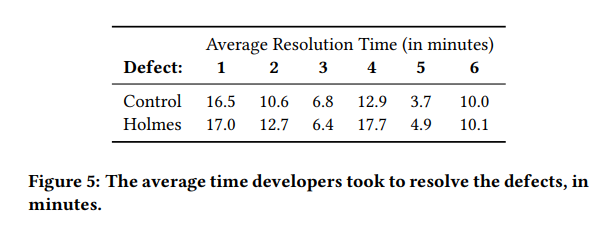 Average Resolution Time (in minutes)
Defect: 1 2 3 4 5 6
Control 16.5 10.6 6.8 12.9 3.7 10.0
Holmes 17.0 12.7 6.4 17.7 4.9 10.1
Figure 5: The average time developers took to resolve the defects, in
minutes.